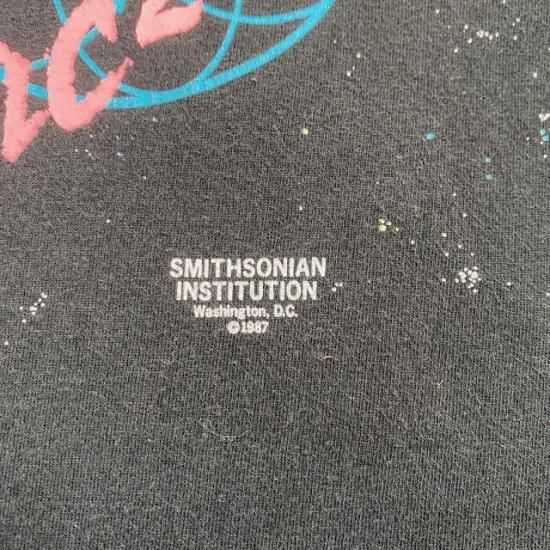 SMITHSONIAN
INSTITUTION
Washington, D.C.
©1987